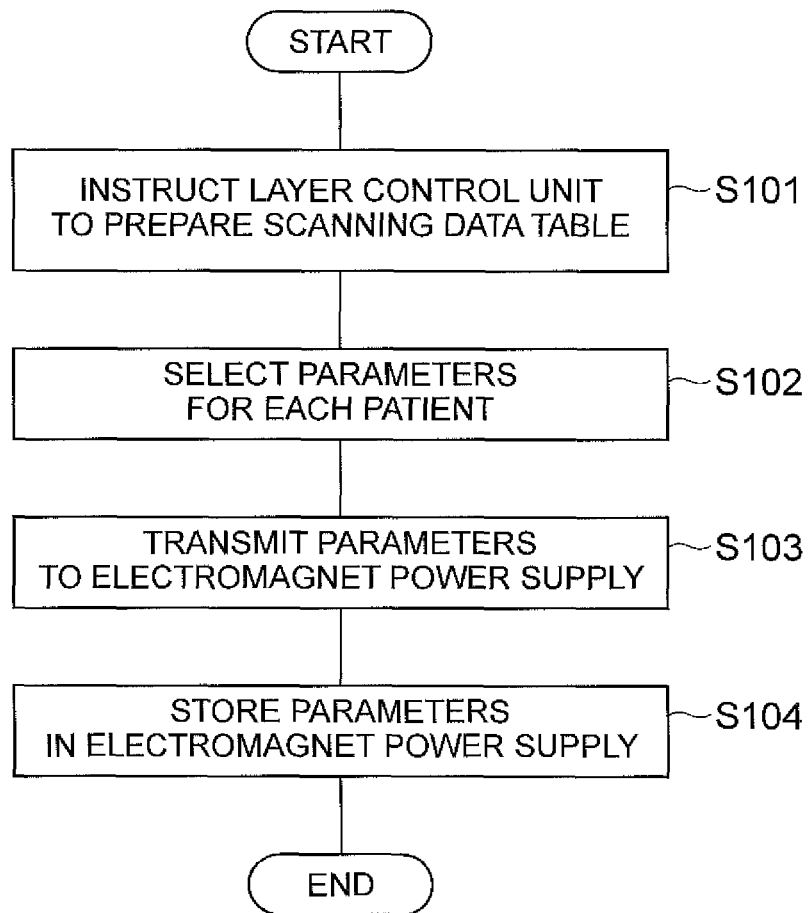 START
INSTRUCT LAYER CONTROL UNIT
TO PREPARE SCANNING DATA TABLE
S101
SELECT PARAMETERS
FOR EACH PATIENT
S102
TRANSMIT PARAMETERS
TO ELECTROMAGNET POWER SUPPLY
S103
STORE PARAMETERS
IN ELECTROMAGNET POWER SUPPLY
S104
END